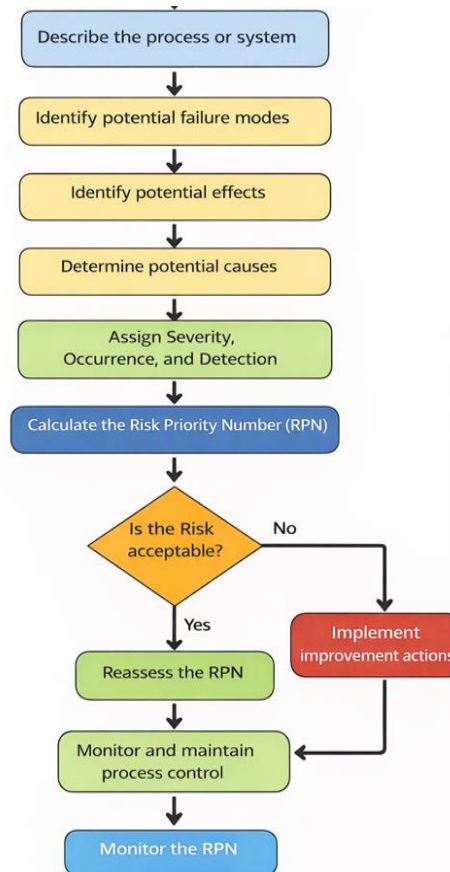 Describe the process or system
Identify potential failure modes
Identify potential effects
Determine potential causes
Assign Severity,
Occurrence, and Detection
Calculate the Risk Priority Number (RPN)
Is the Risk
acceptable?
No
Yes
Implement
improvement actions
Reassess the RPN
Monitor and maintain
process control
Monitor the RPN